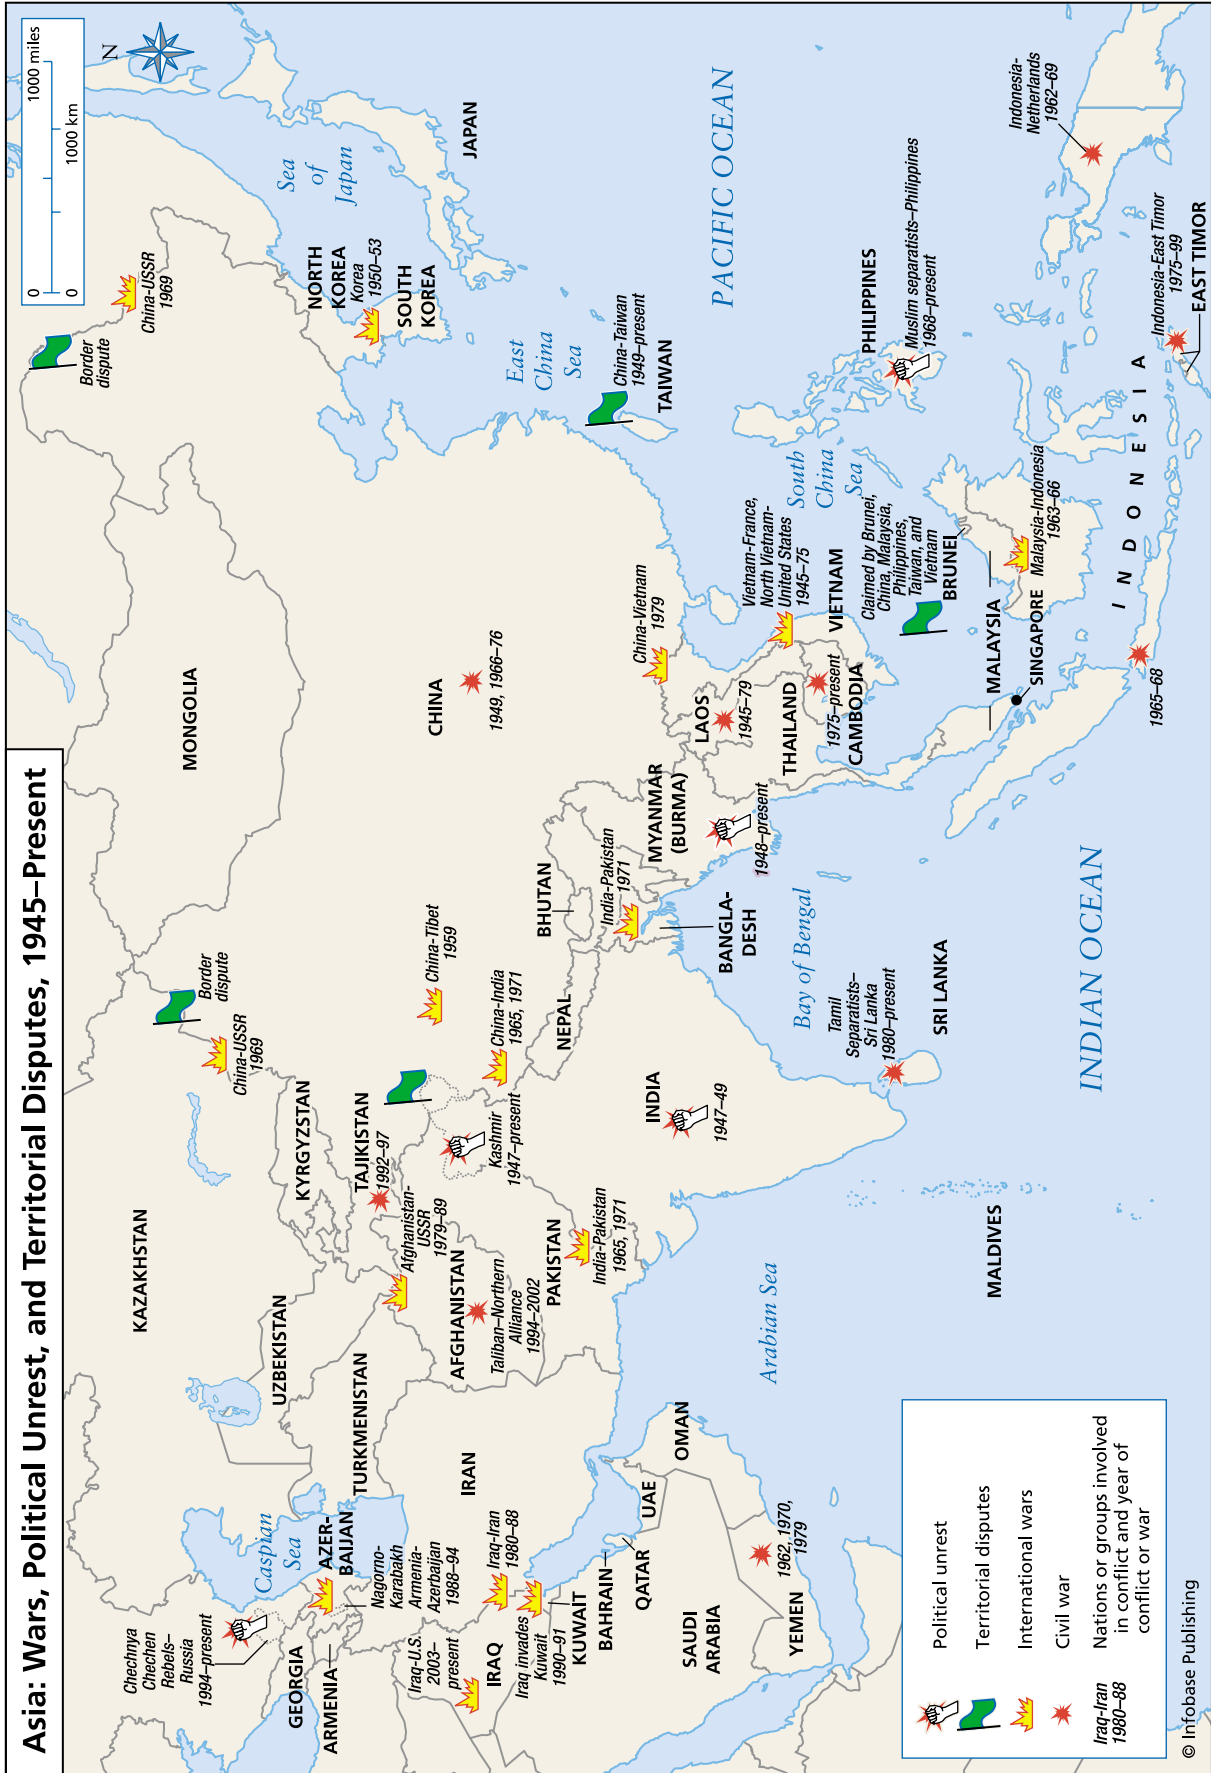 Asia: Wars, Political Unrest, and Territorial Disputes, 1945–Present
0
1000 miles
0
1000 km
N
Chechnya
Chechen
Rebels–
Russia
1994–present
GEORGIA
ARMENIA
AZER-
BAIJAN
Nagorno-
Karabakh
Armenia-
Azerbaijan
1988–94
Caspian
Sea
KAZAKHSTAN
UZBEKISTAN
TURKMENISTAN
KYRGYZSTAN
TAJIKISTAN
1992–97
China-USSR
1969
Border
dispute
MONGOLIA
Border
dispute
China-USSR
1969
Sea
of
Japan
JAPAN
NORTH
KOREA
Korea
1950–53
SOUTH
KOREA
Iraq-U.S.
2003–
present
IRAQ
Iraq-Iran
1980–88
Iraq invades
Kuwait
1990–91
KUWAIT
BAHRAIN
QATAR
UAE
OMAN
SAUDI
ARABIA
YEMEN
1962, 1970,
1979
IRAN
Afghanistan-
USSR
1979–89
AFGHANISTAN
Taliban–Northern
Alliance
1994–2002
PAKISTAN
India-Pakistan
1965, 1971
Kashmir
1947–present
China-India
1965, 1971
China-Tibet
1959
CHINA
1949, 1966–76
NEPAL
BHUTAN
India-Pakistan
1971
BANGLA-
DESH
INDIA
1947–49
MYANMAR
(BURMA)
1948–present
LAOS
1945–79
THAILAND
1975–present
CAMBODIA
VIETNAM
China-Vietnam
1979
Vietnam-France,
North Vietnam-
United States
1945–75
East
China
Sea
China-Taiwan
1949–present
TAIWAN
PACIFIC OCEAN
South
China
Sea
Claimed by Brunei,
China, Malaysia,
Philippines,
Taiwan, and
Vietnam
BRUNEI
PHILIPPINES
Muslim separatists–Philippines
1968–present
Arabian Sea
MALDIVES
Bay of Bengal
Tamil
Separatists–
Sri Lanka
1980–present
SRI LANKA
INDIAN OCEAN
MALAYSIA
SINGAPORE
Malaysia-Indonesia
1963–66
INDONESIA
1965–68
Indonesia-
Netherlands
1962–69
Indonesia-East Timor
1975–99
EAST TIMOR
Political unrest
Territorial disputes
International wars
Civil war
Iraq-Iran
1980–88
Nations or groups involved
in conflict and year of
conflict or war
© Infobase Publishing